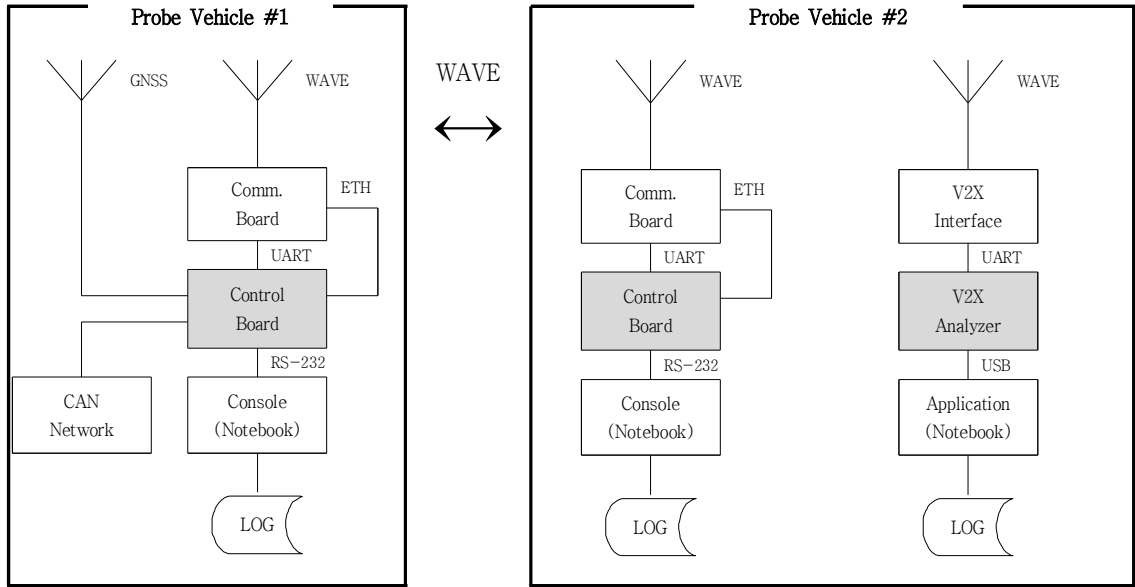 Probe Vehicle #1
GNSS
WAVE
Comm.
Board
ETH
UART
Control
Board
RS-232
CAN
Network
Console
(Notebook)
LOG
WAVE
Probe Vehicle #2
WAVE
Comm.
Board
ETH
UART
Control
Board
RS-232
Console
(Notebook)
LOG
WAVE
V2X
Interface
UART
V2X
Analyzer
USB
Application
(Notebook)
LOG